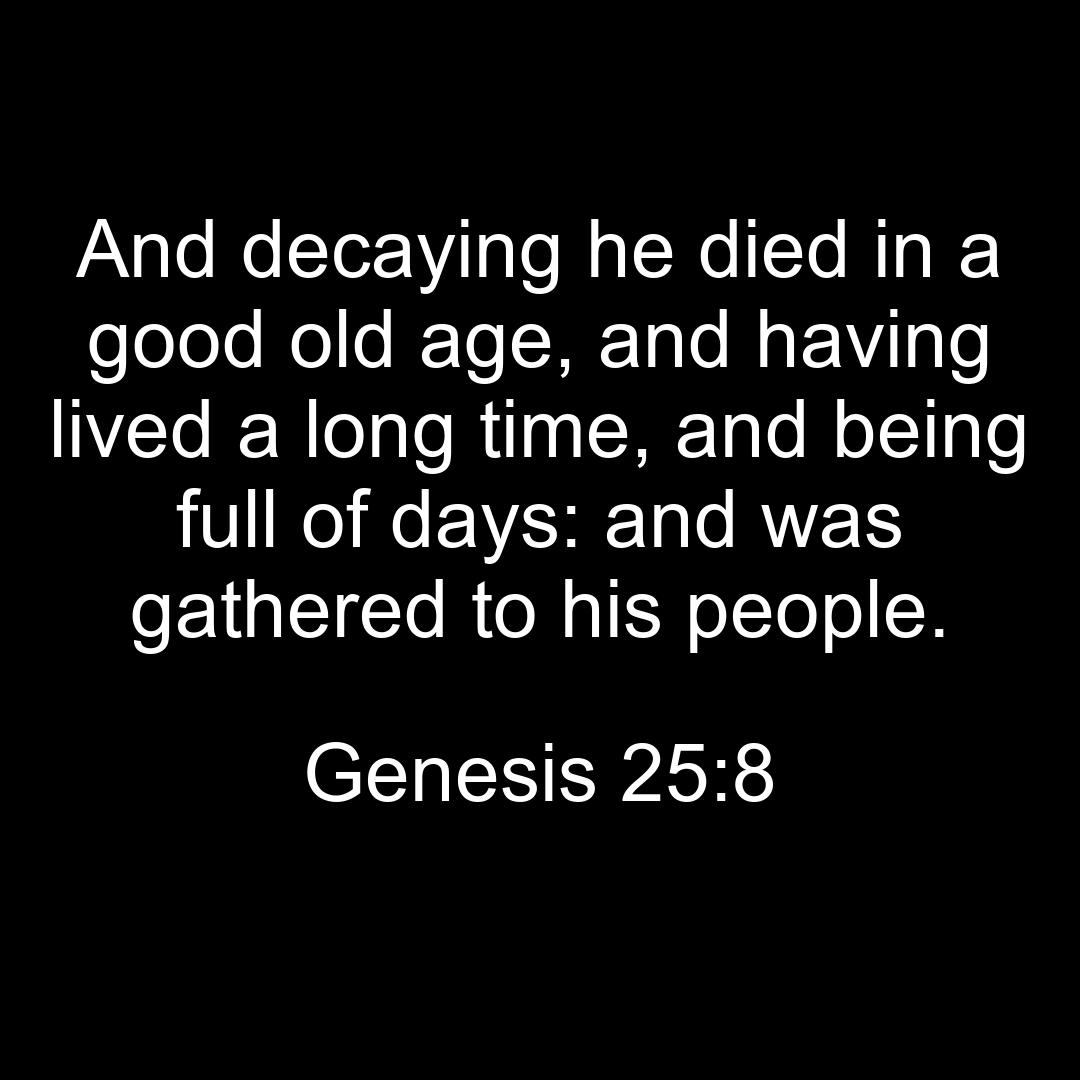 And decaying he died in a
good old age, and having
lived a long time, and being
full of days: and was
gathered to his people.
Genesis 25:8